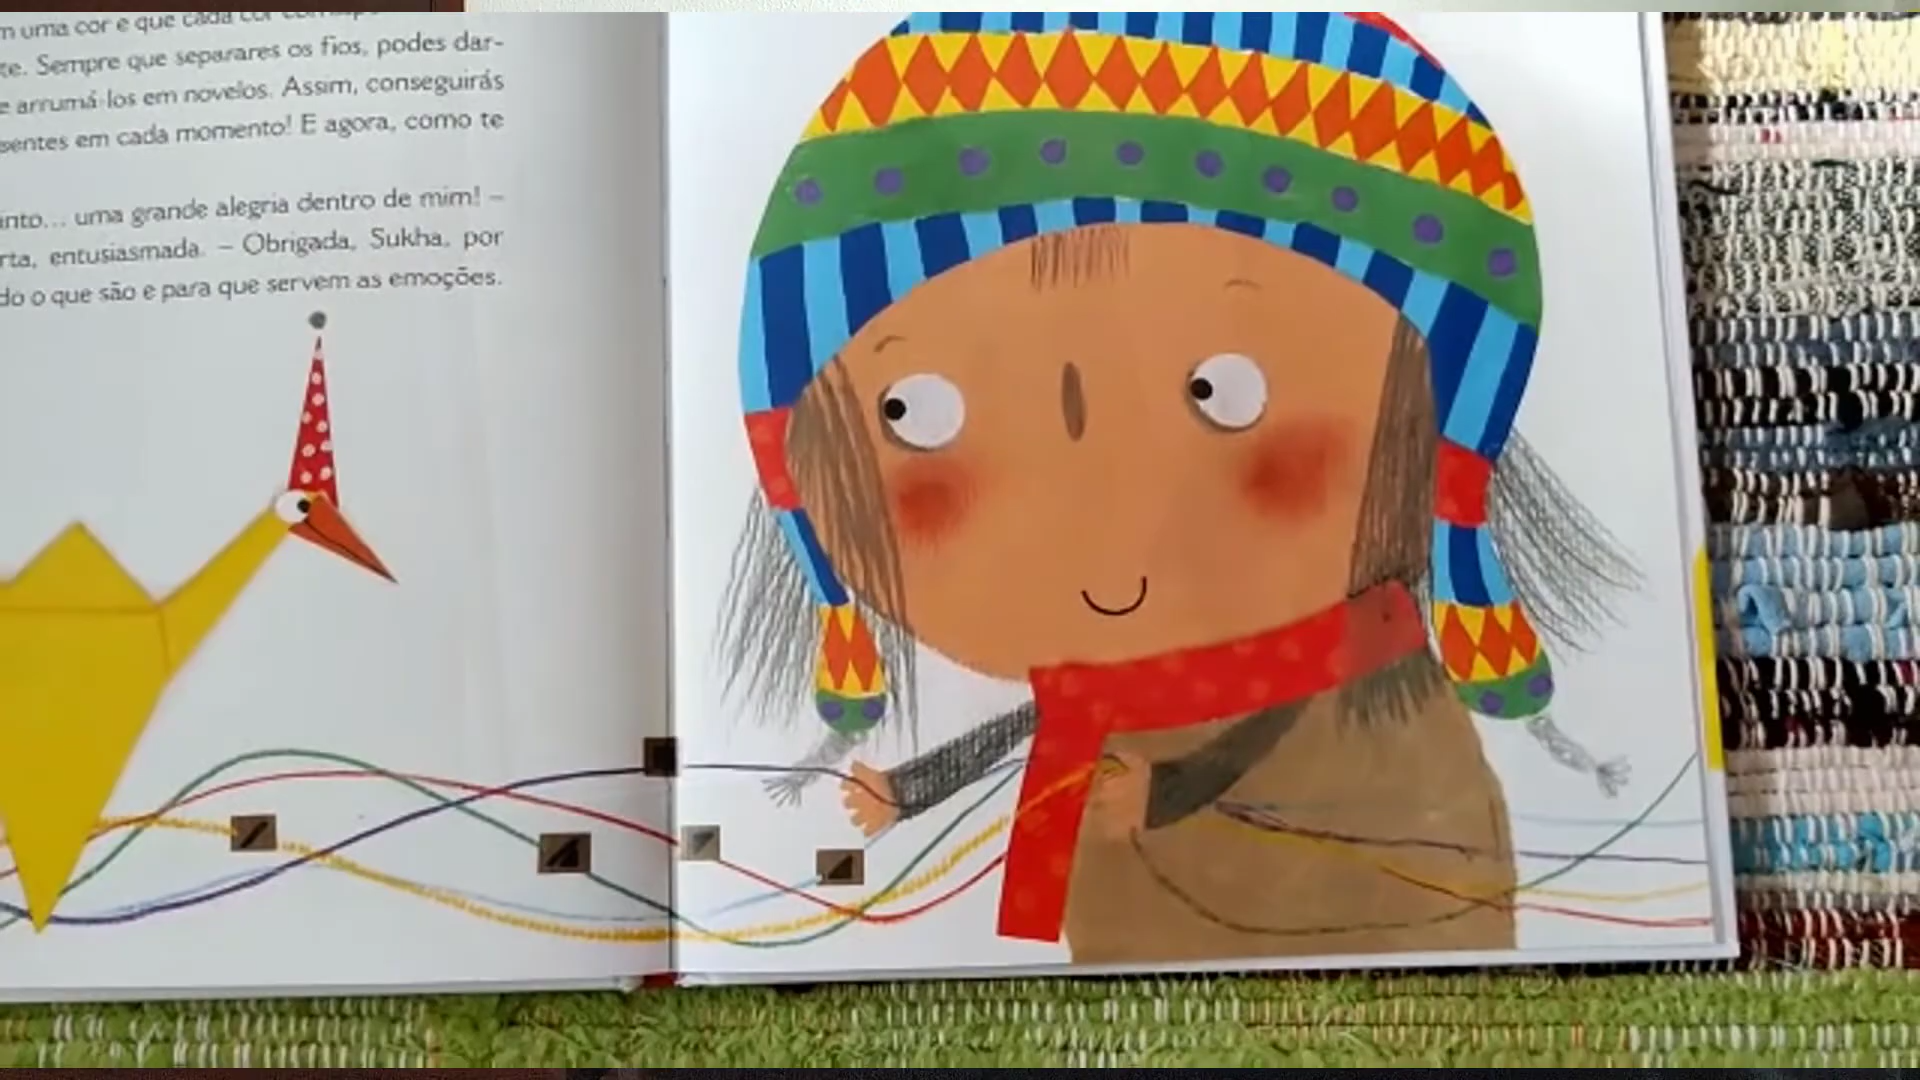 m uma cor e que cada cor
te. Sempre que separares os fios, podes dar-
e arrumá-los em novelos. Assim, conseguirás
sentes em cada momento! E agora, como te
into... uma grande alegria dentro de mim! –
rta, entusiasmada. – Obrigada, Sukha, por
do o que são e para que servem as emoções.